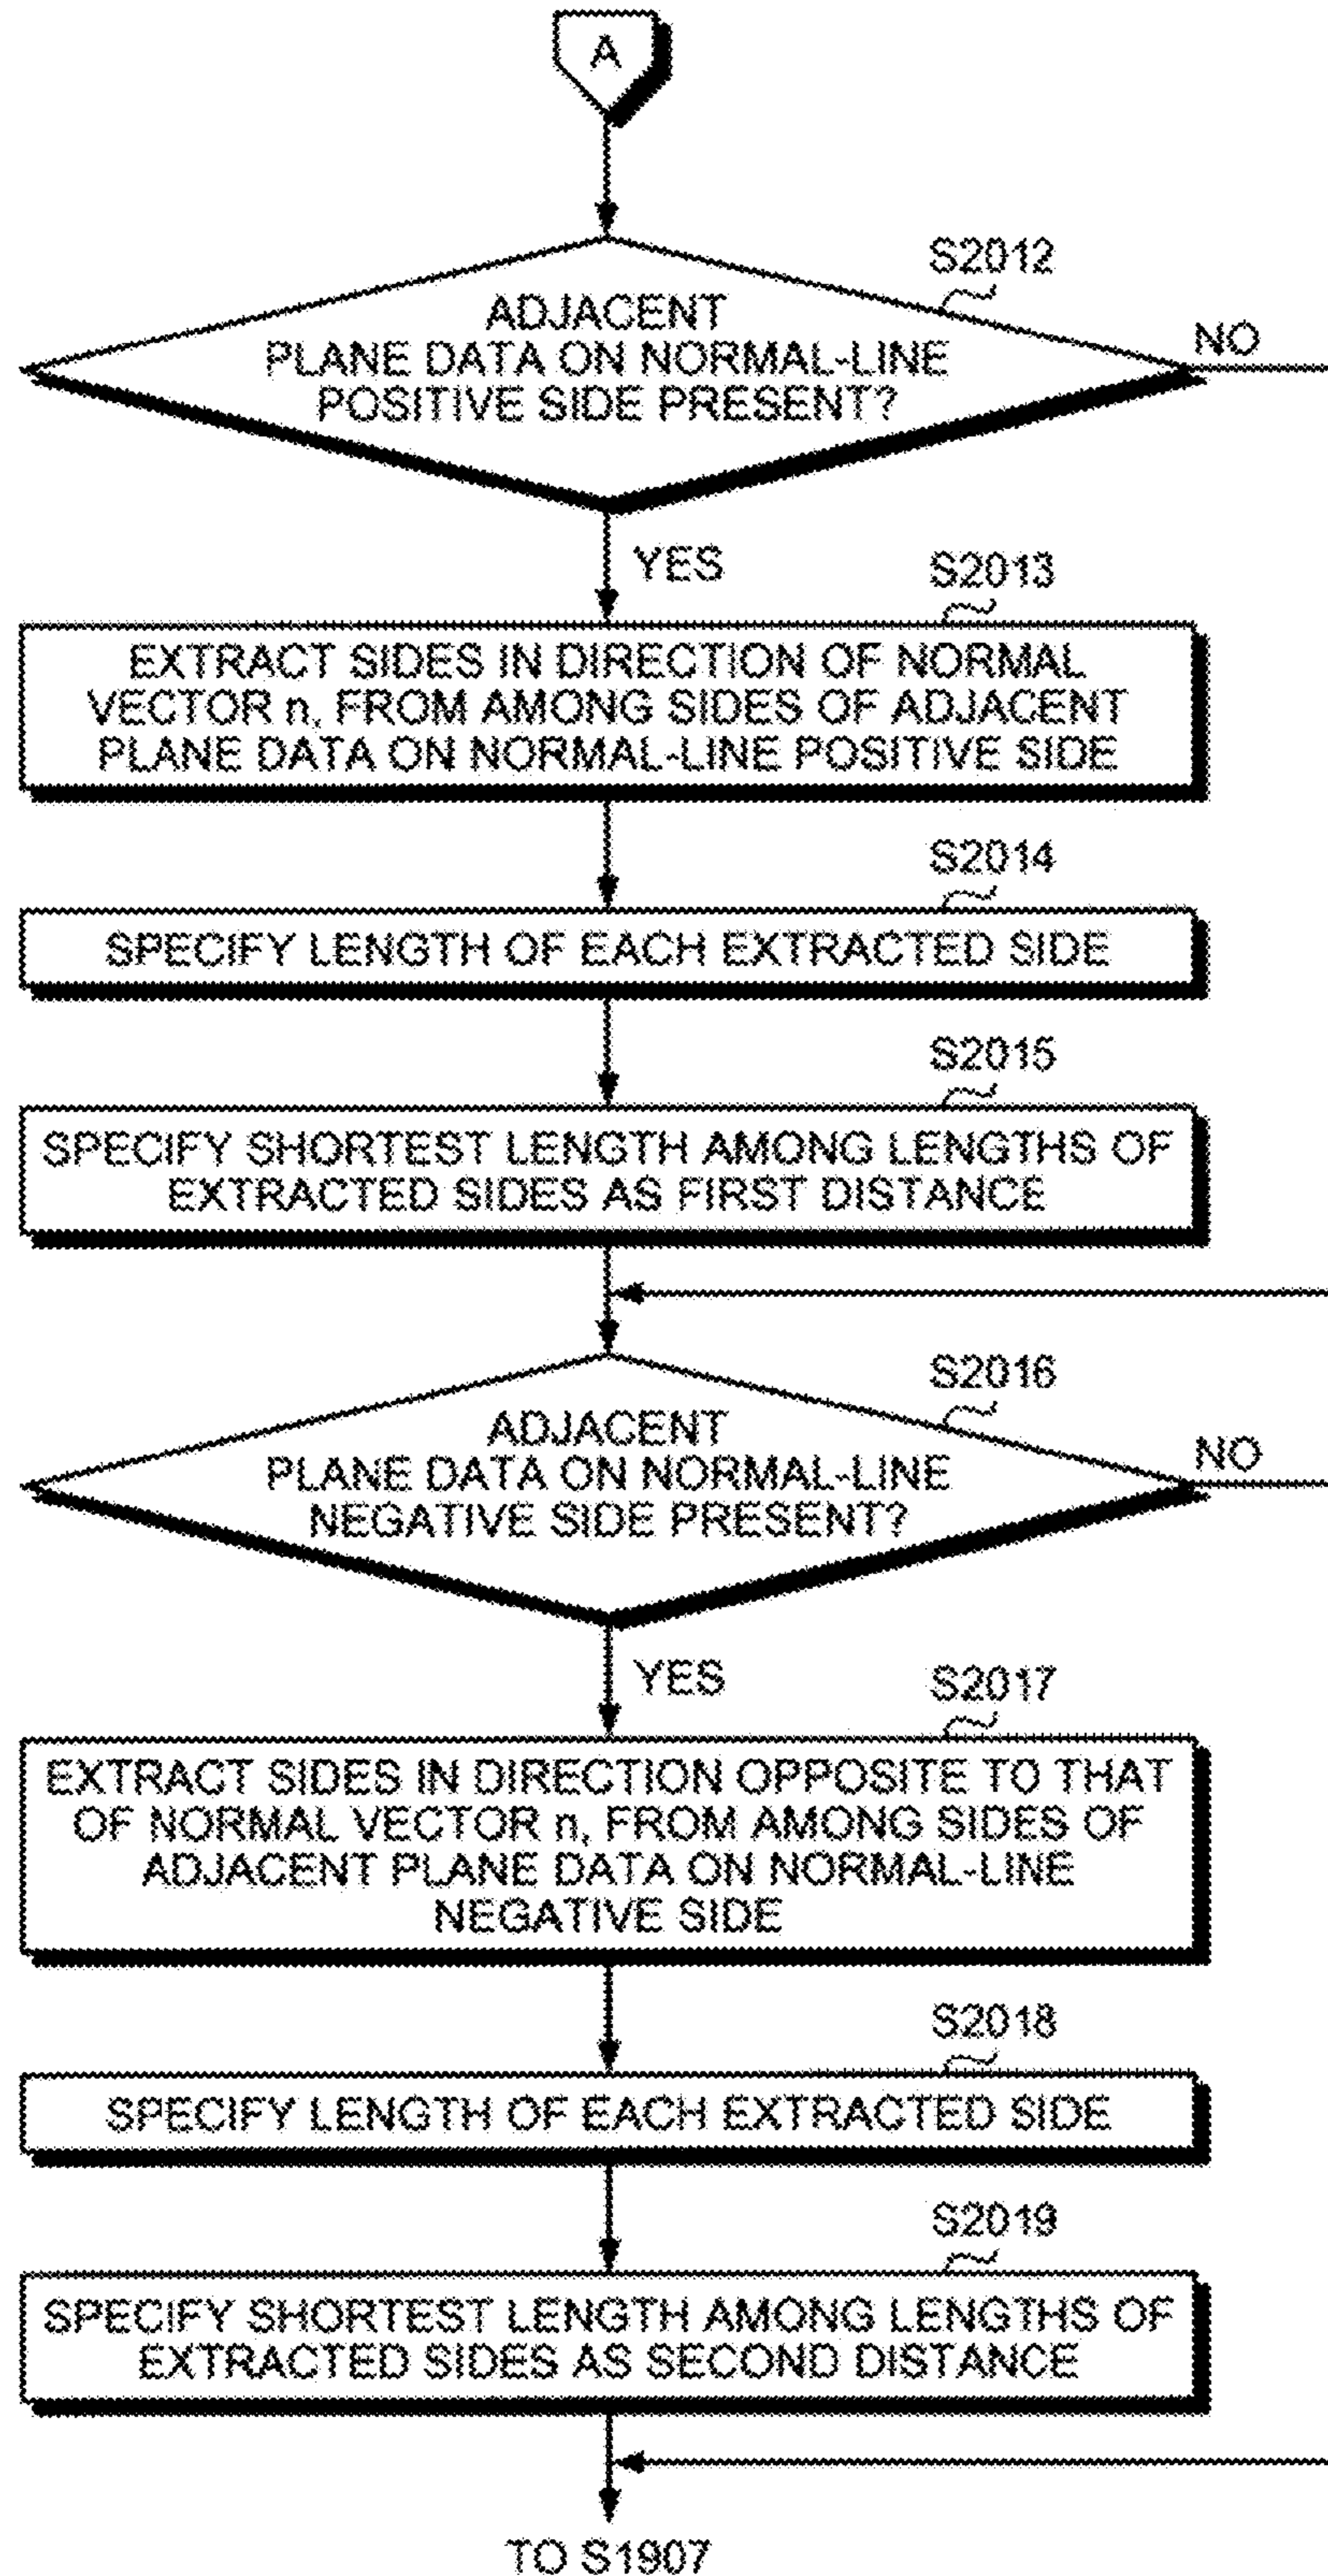 A
S2012
ADJACENT
PLANE DATA ON NORMAL-LINE
POSITIVE SIDE PRESENT?
NO
YES
S2013
EXTRACT SIDES IN DIRECTION OF NORMAL
VECTOR n, FROM AMONG SIDES OF ADJACENT
PLANE DATA ON NORMAL-LINE POSITIVE SIDE
S2014
SPECIFY LENGTH OF EACH EXTRACTED SIDE
S2015
SPECIFY SHORTEST LENGTH AMONG LENGTHS OF
EXTRACTED SIDES AS FIRST DISTANCE
S2016
ADJACENT
PLANE DATA ON NORMAL-LINE
NEGATIVE SIDE PRESENT?
NO
YES
S2017
EXTRACT SIDES IN DIRECTION OPPOSITE TO THAT
OF NORMAL VECTOR n, FROM AMONG SIDES OF
ADJACENT PLANE DATA ON NORMAL-LINE
NEGATIVE SIDE
S2018
SPECIFY LENGTH OF EACH EXTRACTED SIDE
S2019
SPECIFY SHORTEST LENGTH AMONG LENGTHS OF
EXTRACTED SIDES AS SECOND DISTANCE
TO S1907